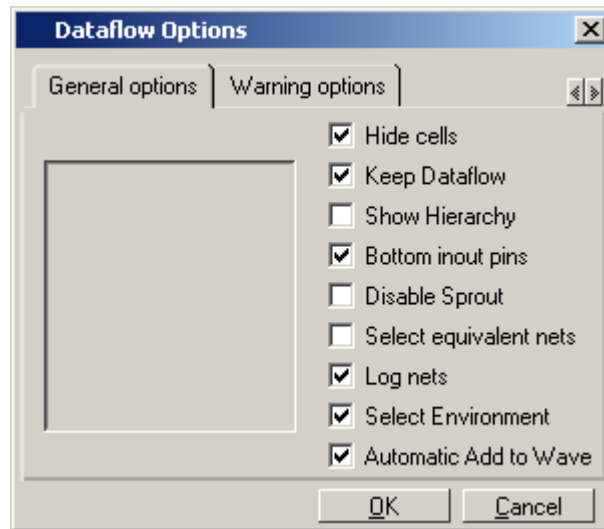 Dataflow Options
General options Warning options
Hide cells
Keep Dataflow
Show Hierarchy
Bottom inout pins
Disable Sprout
Select equivalent nets
Log nets
Select Environment
Automatic Add to Wave
OK Cancel